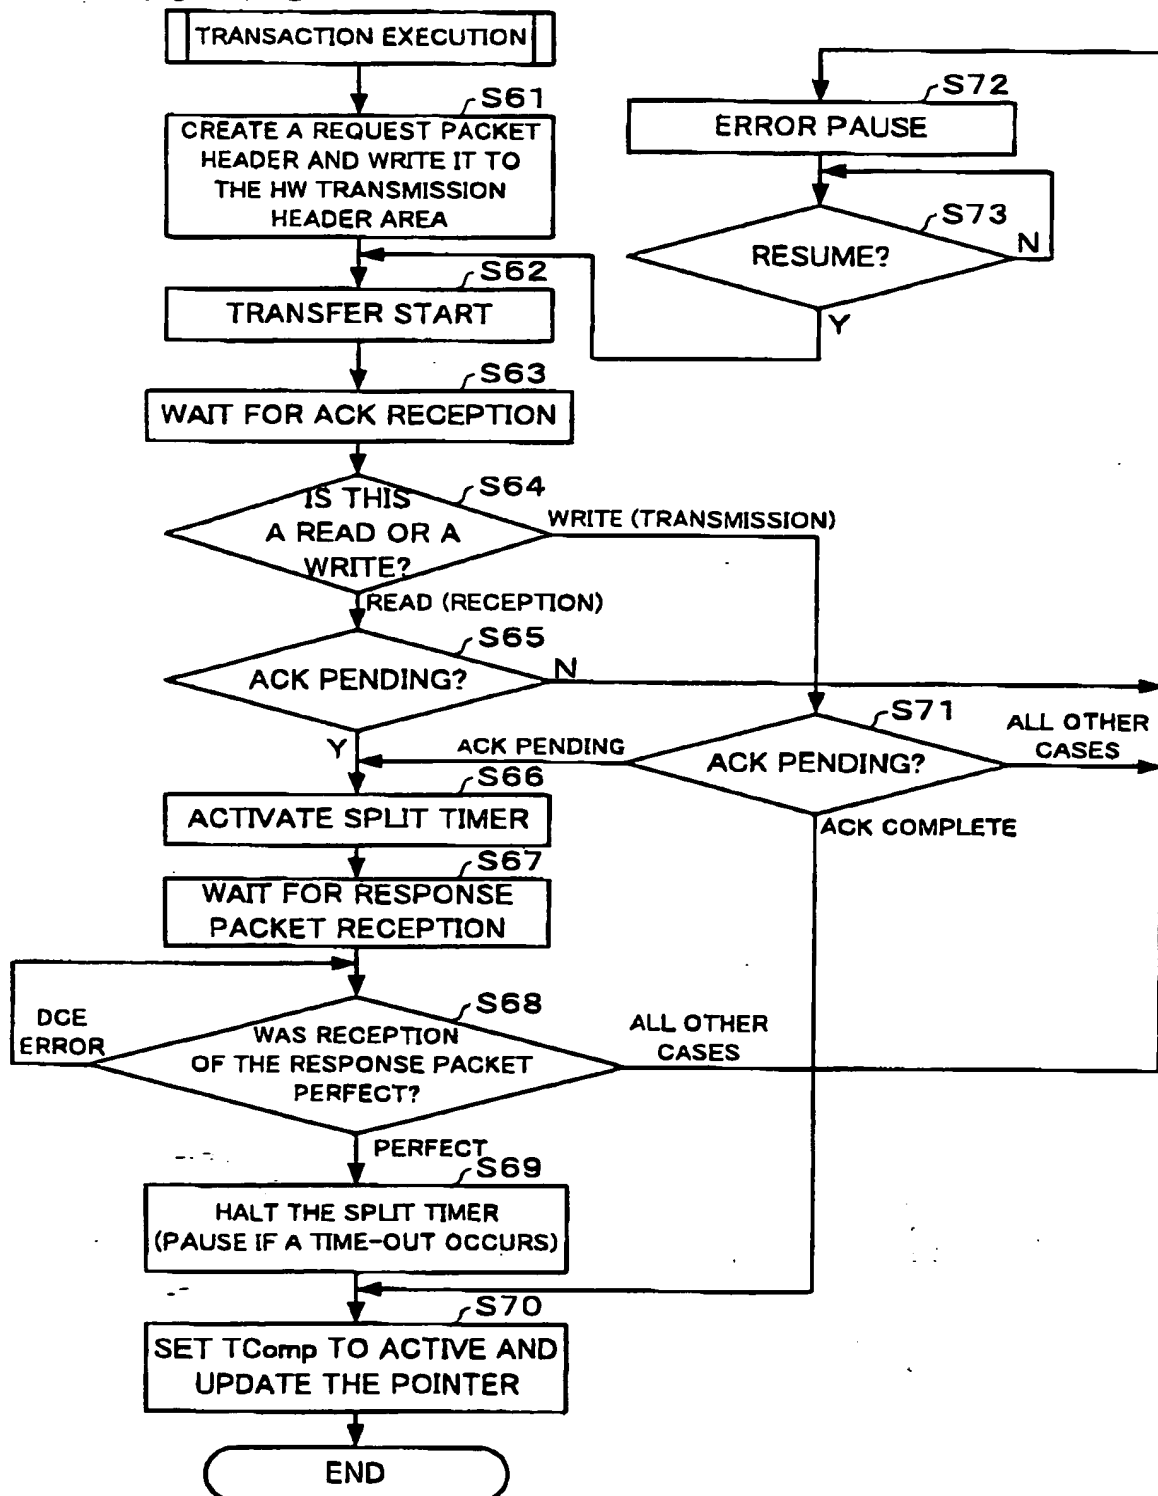 TRANSACTION EXECUTION
S61
CREATE A REQUEST PACKET
HEADER AND WRITE IT TO
THE HW TRANSMISSION
HEADER AREA
S72
ERROR PAUSE
S73
RESUME?
N
Y
S62
TRANSFER START
S63
WAIT FOR ACK RECEPTION
S64
IS THIS
A READ OR A
WRITE?
WRITE (TRANSMISSION)
READ (RECEPTION)
S65
ACK PENDING?
N
Y
S71
ACK PENDING?
ALL OTHER
CASES
ACK PENDING
ACK COMPLETE
S66
ACTIVATE SPLIT TIMER
S67
WAIT FOR RESPONSE
PACKET RECEPTION
S68
WAS RECEPTION
OF THE RESPONSE PACKET
PERFECT?
DCE
ERROR
ALL OTHER
CASES
PERFECT
S69
HALT THE SPLIT TIMER
(PAUSE IF A TIME-OUT OCCURS)
S70
SET TComp TO ACTIVE AND
UPDATE THE POINTER
END